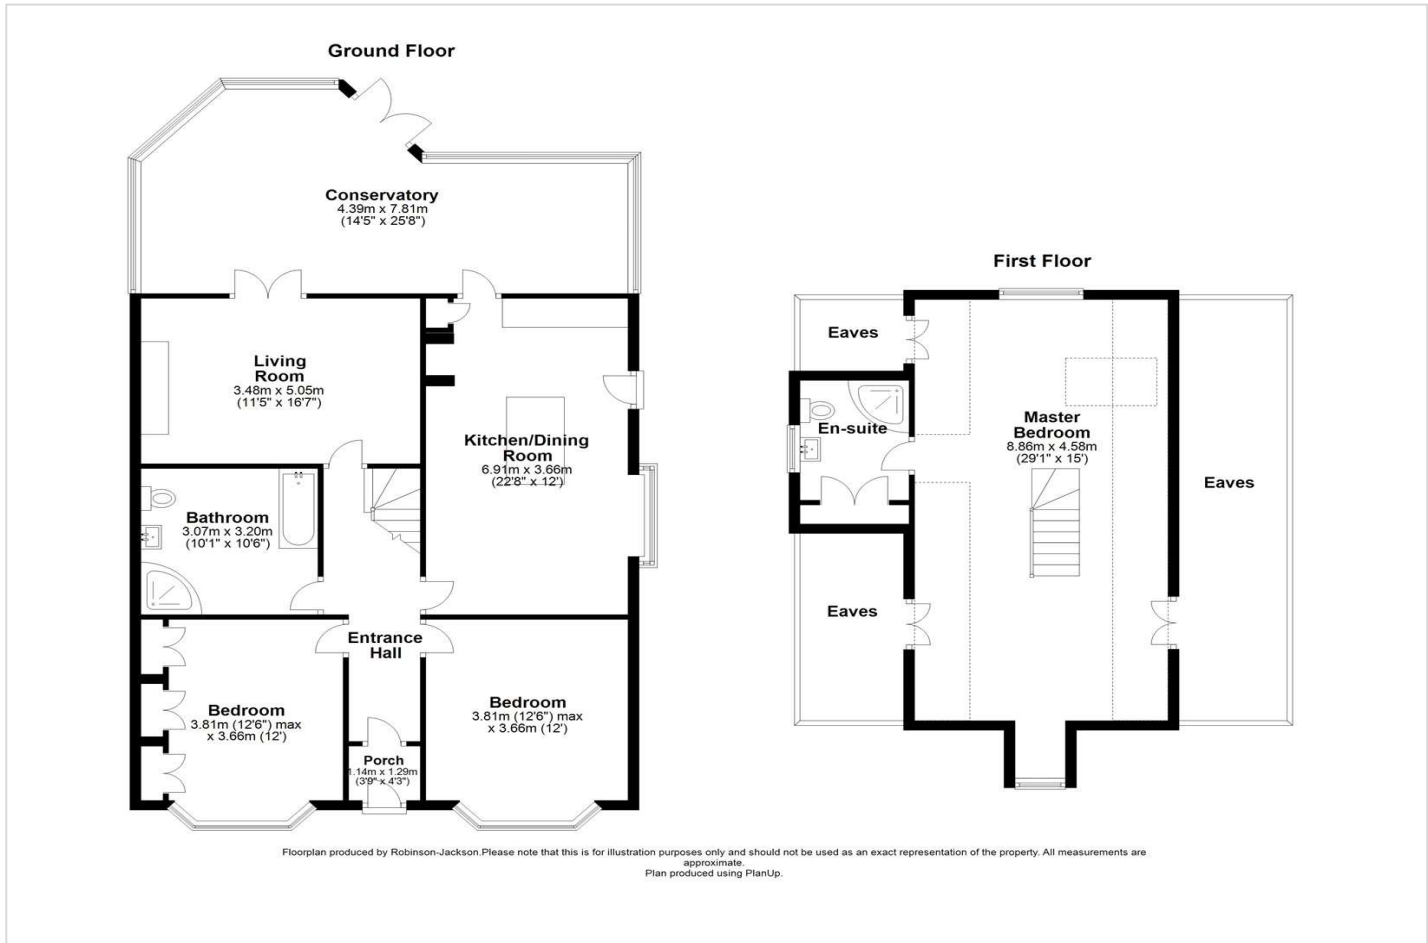 Ground Floor
Conservatory
4.39m x 7.81m
(14'5" x 25'8")
Living
Room
3.48m x 5.05m
(11'5" x 16'7")
Kitchen/Dining
Room
6.91m x 3.66m
(22'8" x 12')
Bathroom
3.07m x 3.20m
(10'1" x 10'6")
Entrance
Hall
Bedroom
3.81m (12'6") max
x 3.66m (12')
Bedroom
3.81m (12'6") max
x 3.66m (12')
Porch
1.14m x 1.29m
(3'9" x 4'3")
First Floor
Eaves
En-suite
Master
Bedroom
8.86m x 4.58m
(29'1" x 15')
Eaves
Eaves
Floorplan produced by Robinson-Jackson.Please note that this is for illustration purposes only and should not be used as an exact representation of the property. All measurements are
approximate.
Plan produced using PlanUp.